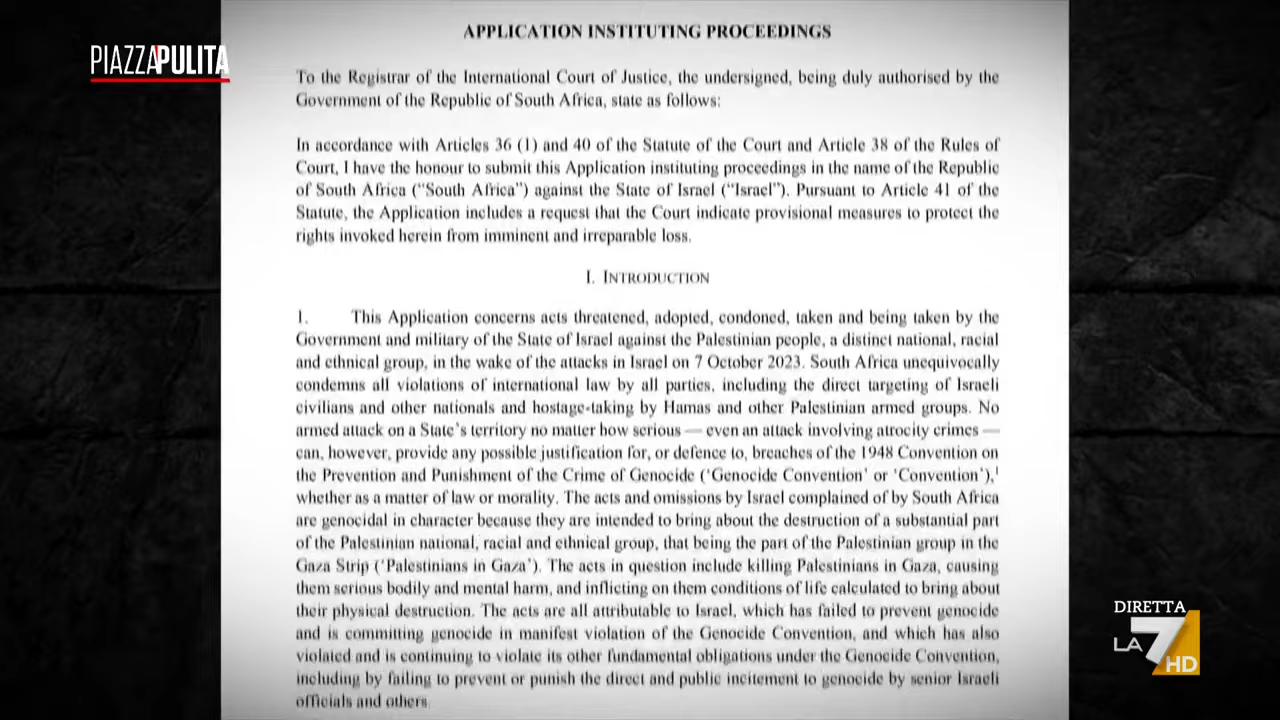 PIAZZAPULITA
APPLICATION INSTITUTING PROCEEDINGS
To the Registrar of the International Court of Justice, the undersigned, being duly authorised by the
Government of the Republic of South Africa, state as follows:
In accordance with Articles 36 (1) and 40 of the Statute of the Court and Article 38 of the Rules of
Court, I have the honour to submit this Application instituting proceedings in the name of the Republic
of South Africa (“South Africa”) against the State of Israel (“Israel”). Pursuant to Article 41 of the
Statute, the Application includes a request that the Court indicate provisional measures to protect the
rights invoked herein from imminent and irreparable loss.
I. INTRODUCTION
1. This Application concerns acts threatened, adopted, condoned, taken and being taken by the
Government and military of the State of Israel against the Palestinian people, a distinct national, racial
and ethnical group, in the wake of the attacks in Israel on 7 October 2023. South Africa unequivocally
condemns all violations of international law by all parties, including the direct targeting of Israeli
civilians and other nationals and hostage-taking by Hamas and other Palestinian armed groups. No
armed attack on a State’s territory no matter how serious — even an attack involving atrocity crimes —
can, however, provide any possible justification for, or defence to, breaches of the 1948 Convention on
the Prevention and Punishment of the Crime of Genocide (‘Genocide Convention’ or ‘Convention’),¹
whether as a matter of law or morality. The acts and omissions by Israel complained of by South Africa
are genocidal in character because they are intended to bring about the destruction of a substantial part
of the Palestinian national, racial and ethnical group, that being the part of the Palestinian group in the
Gaza Strip (‘Palestinians in Gaza’). The acts in question include killing Palestinians in Gaza, causing
them serious bodily and mental harm, and inflicting on them conditions of life calculated to bring about
their physical destruction. The acts are all attributable to Israel, which has failed to prevent genocide
and is committing genocide in manifest violation of the Genocide Convention, and which has also
violated and is continuing to violate its other fundamental obligations under the Genocide Convention,
including by failing to prevent or punish the direct and public incitement to genocide by senior Israeli
officials and others.
DIRETTA
LA 7 HD